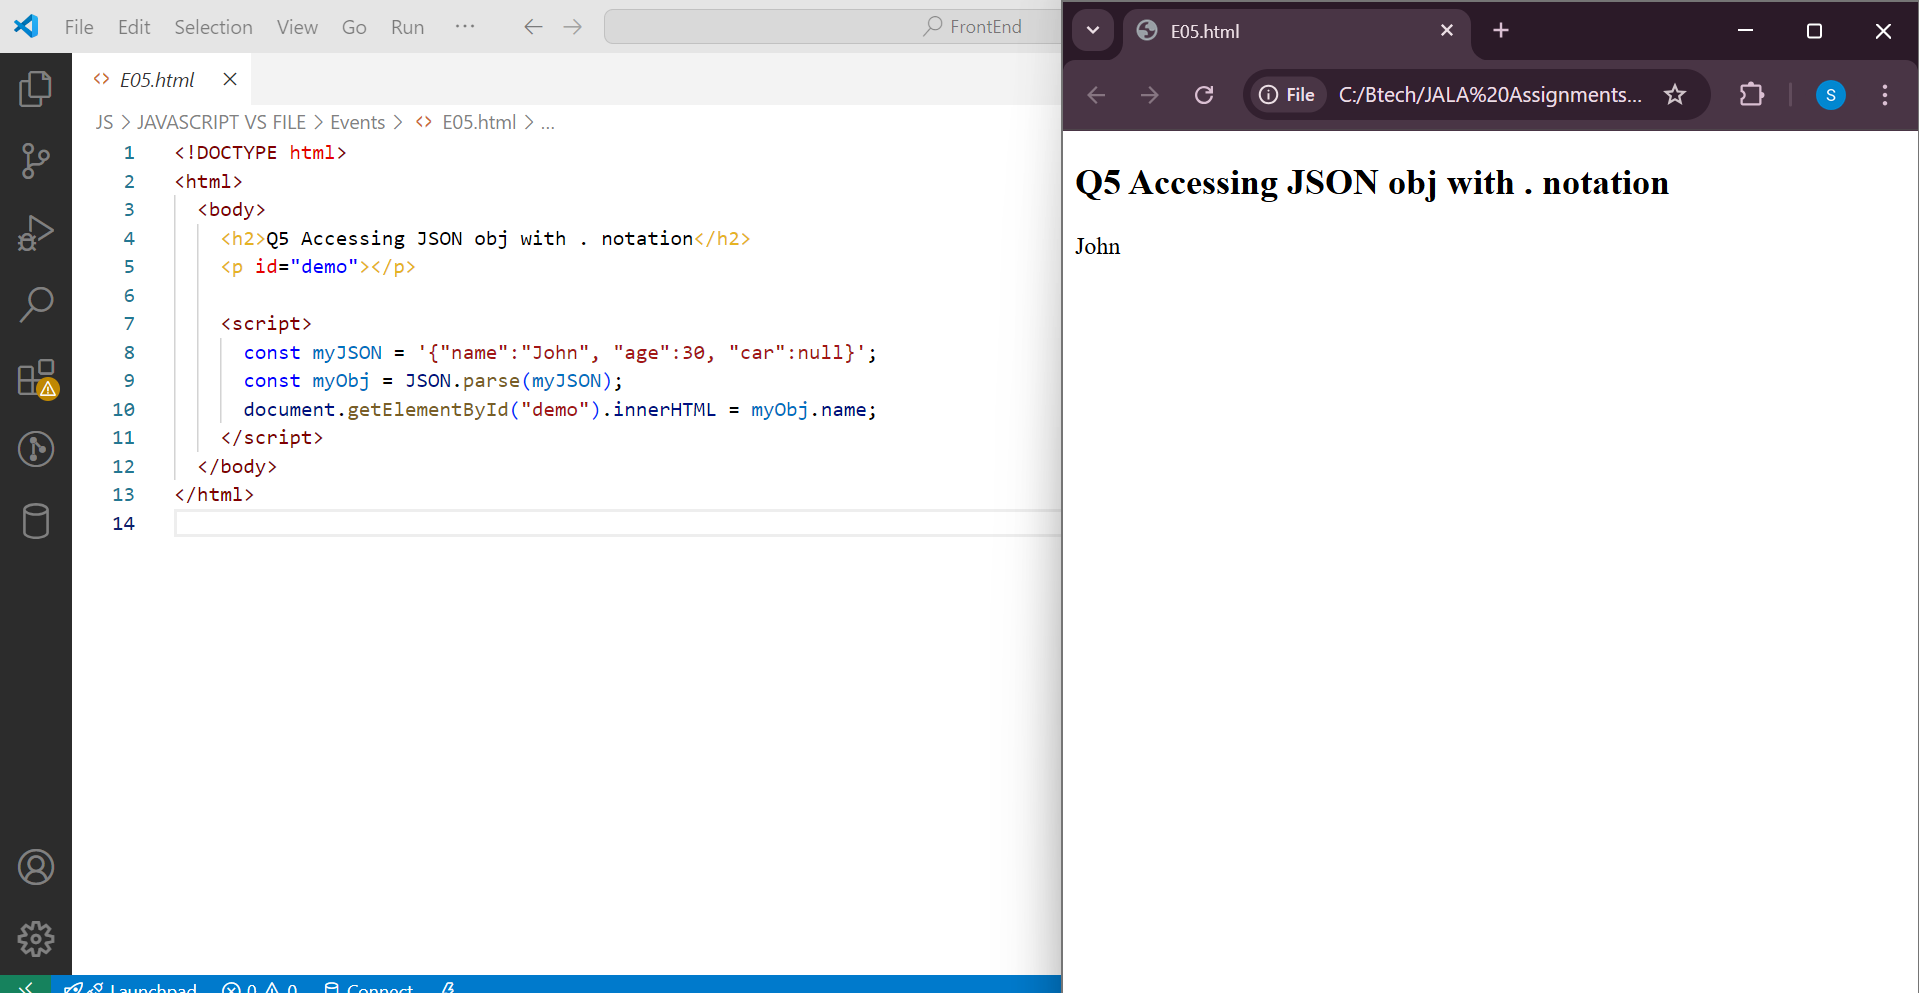 File Edit Selection View Go Run ··· FrontEnd
E05.html
JS > JAVASCRIPT VS FILE > Events > <> E05.html > ...
1 <!DOCTYPE html>
2 <html>
3 <body>
4 <h2>Q5 Accessing JSON obj with . notation</h2>
5 <p id="demo"></p>
6
7 <script>
8 const myJSON = '{"name":"John", "age":30, "car":null}';
9 const myObj = JSON.parse(myJSON);
10 document.getElementById("demo").innerHTML = myObj.name;
11 </script>
12 </body>
13 </html>
14
Launchpad 0 0 Connect
E05.html
File C:/Btech/JALA%20Assignments... S
Q5 Accessing JSON obj with . notation
John